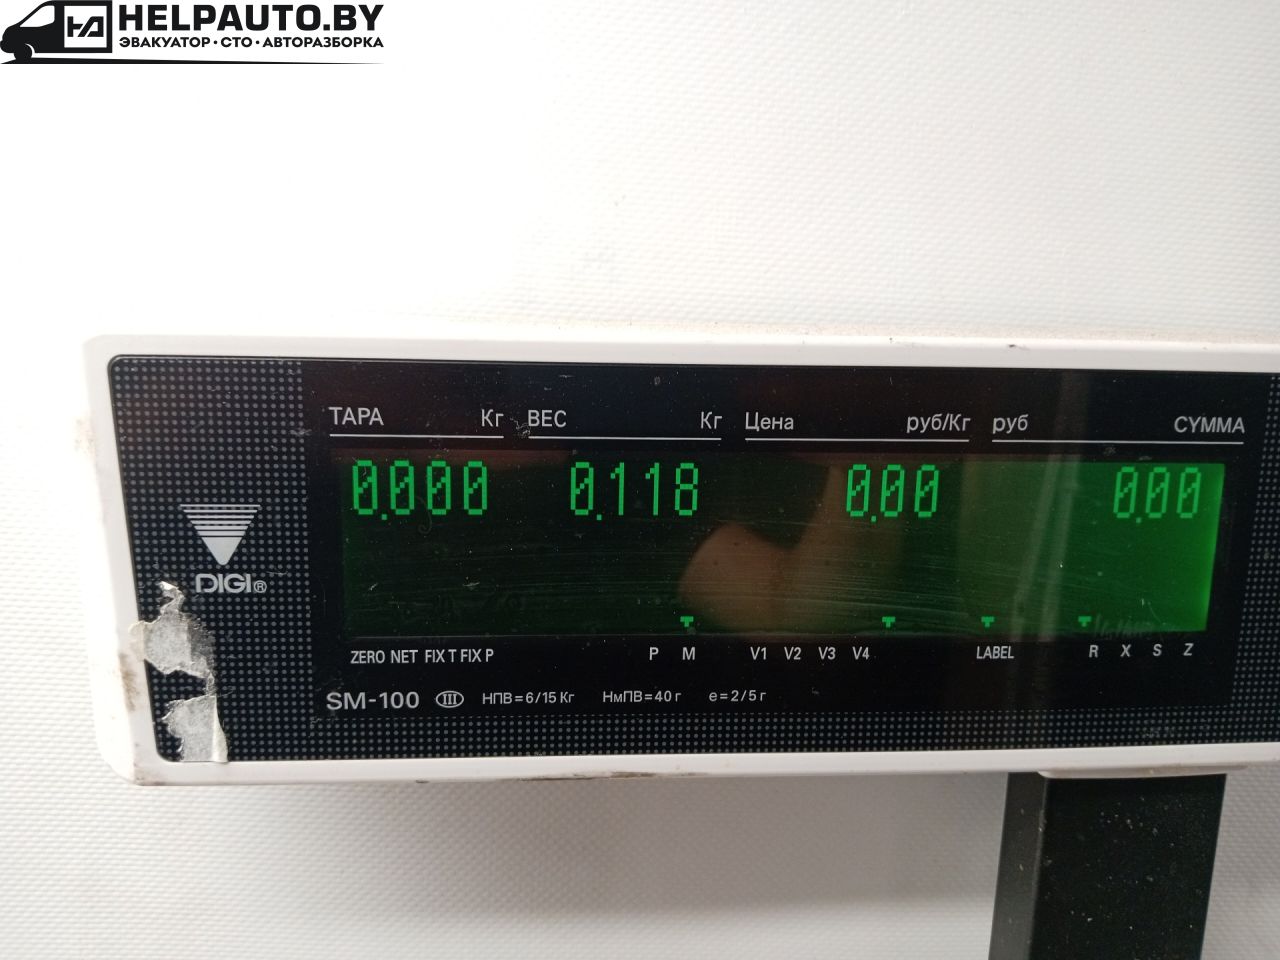 HELPAUTO.BY
ЭВАКУАТОР • СТО • АВТОРАЗБОРКА
ТАРА Кг ВЕС Кг Цена руб/Кг руб СУММА
0.000 0.118 0.00 0.00
DIGI®
ZERO NET FIX T FIX P P M V1 V2 V3 V4 LABEL R X S Z
SM-100 III НПВ=6/15 Кг НмПВ=40 г e=2/5 г